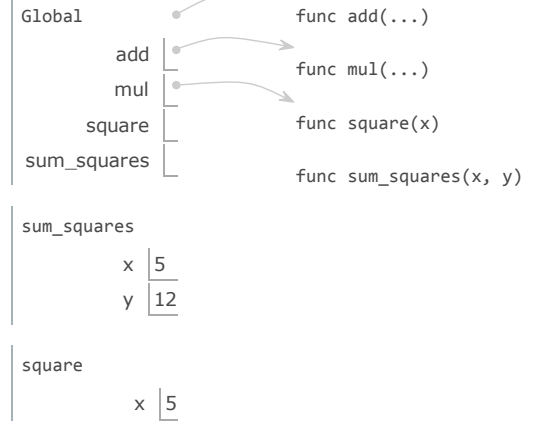 Global
func add(...)
add
func mul(...)
mul
square
func square(x)
sum_squares
func sum_squares(x, y)
sum_squares
x 5
y 12
square
x 5